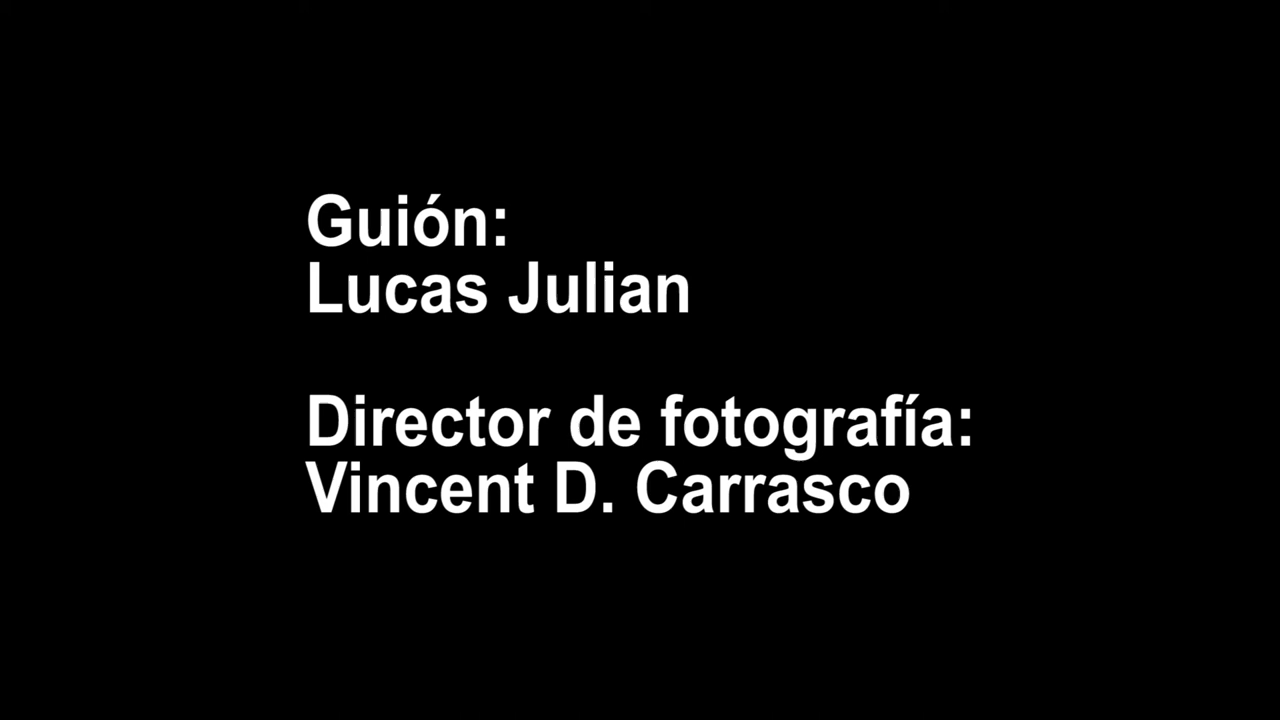 Guión:
Lucas Julian
Director de fotografía:
Vincent D. Carrasco